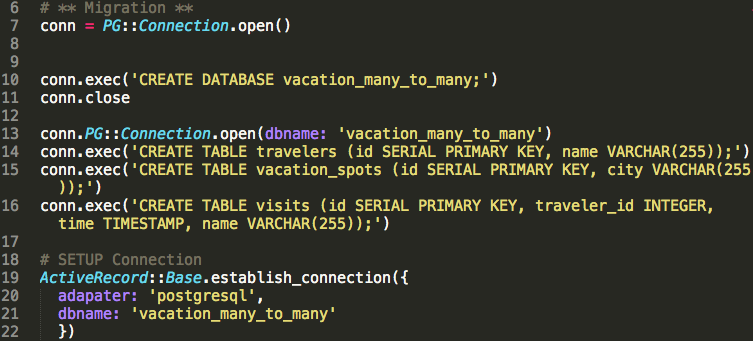 6 # ** Migration **
7 conn = PG::Connection.open()
8
9
10 conn.exec('CREATE DATABASE vacation_many_to_many;')
11 conn.close
12
13 conn.PG::Connection.open(dbname: 'vacation_many_to_many')
14 conn.exec('CREATE TABLE travelers (id SERIAL PRIMARY KEY, name VARCHAR(255));')
15 conn.exec('CREATE TABLE vacation_spots (id SERIAL PRIMARY KEY, city VARCHAR(255
));')
16 conn.exec('CREATE TABLE visits (id SERIAL PRIMARY KEY, traveler_id INTEGER,
time TIMESTAMP, name VARCHAR(255));')
17
18 # SETUP Connection
19 ActiveRecord::Base.establish_connection({
20 adapater: 'postgresql',
21 dbname: 'vacation_many_to_many'
22 })